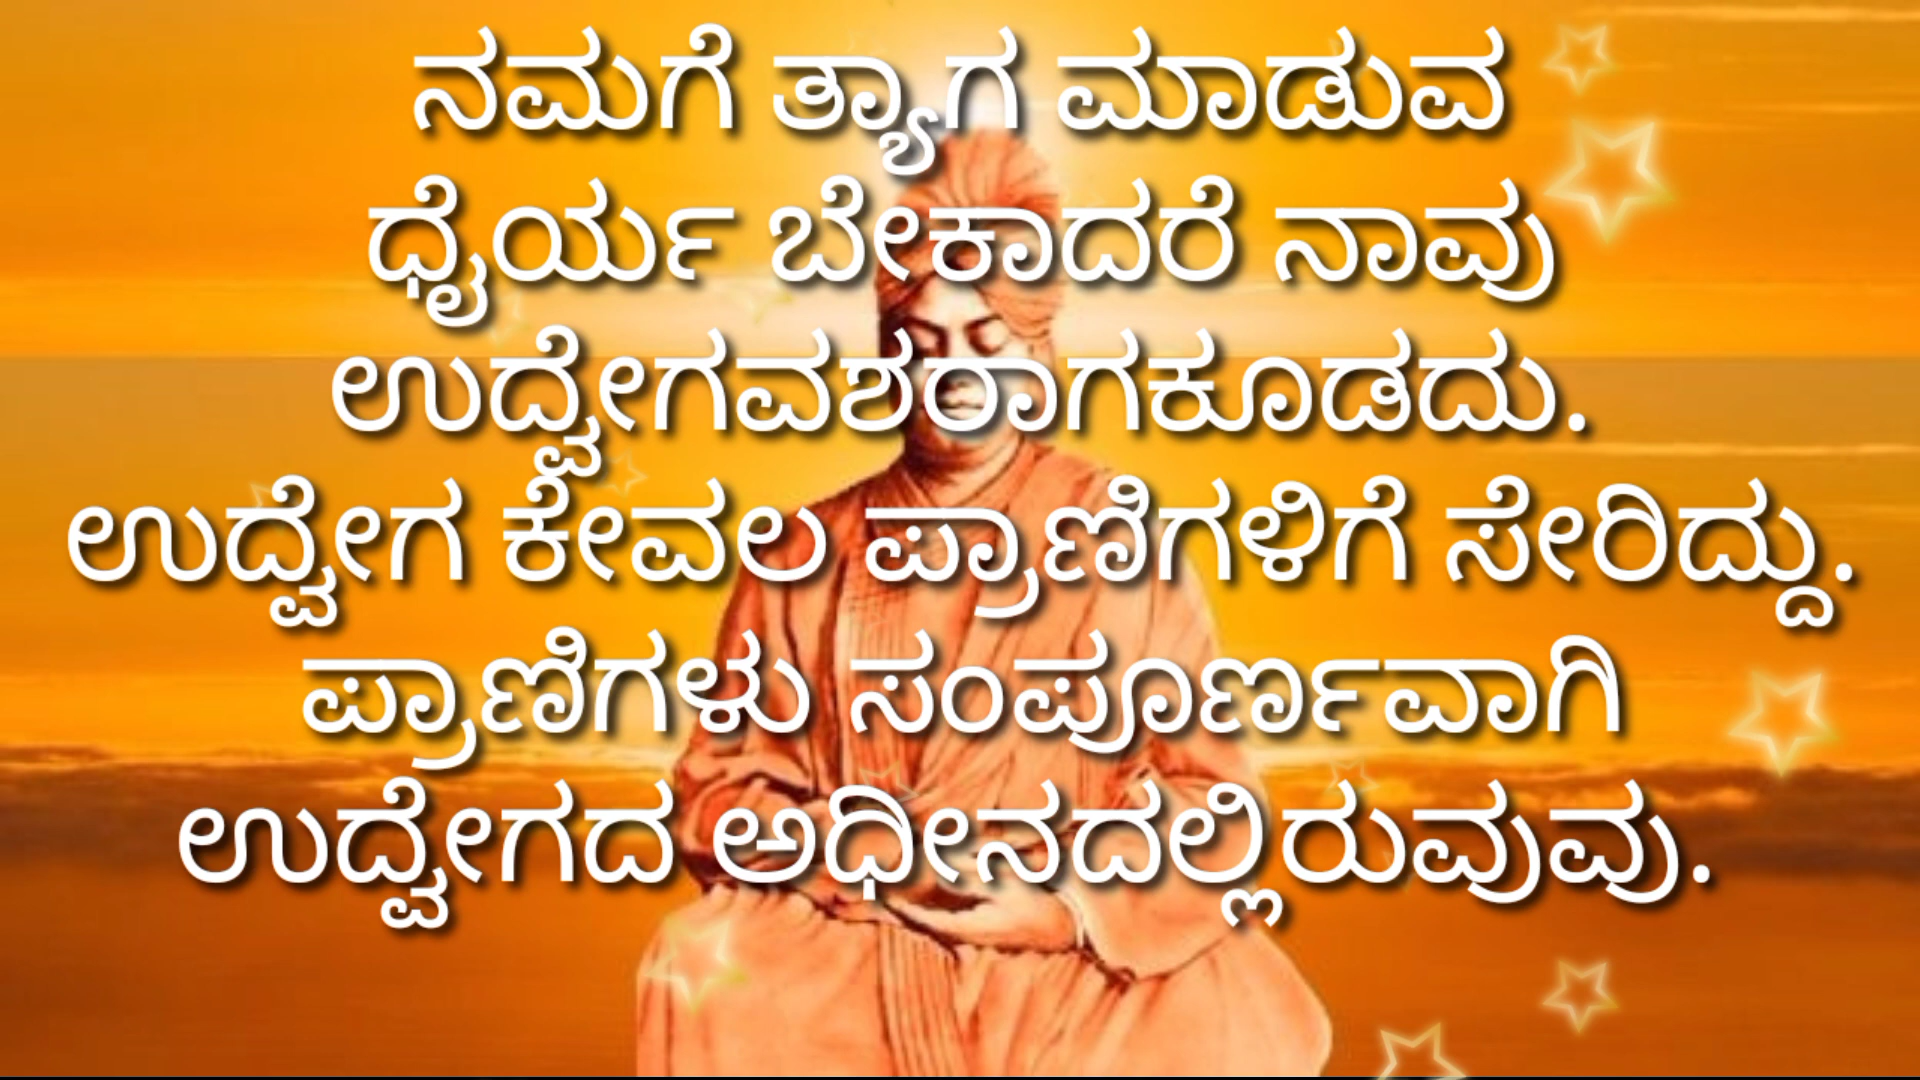 ನಮಗೆ ತ್ಯಾಗ ಮಾಡುವ
ಧೈರ್ಯ ಬೇಕಾದರೆ ನಾವು
ಉದ್ವೇಗವಶರಾಗಕೂಡದು.
ಉದ್ವೇಗ ಕೇವಲ ಪ್ರಾಣಿಗಳಿಗೆ ಸೇರಿದ್ದು.
ಪ್ರಾಣಿಗಳು ಸಂಪೂರ್ಣವಾಗಿ
ಉದ್ವೇಗದ ಅಧೀನದಲ್ಲಿರುವುವು.